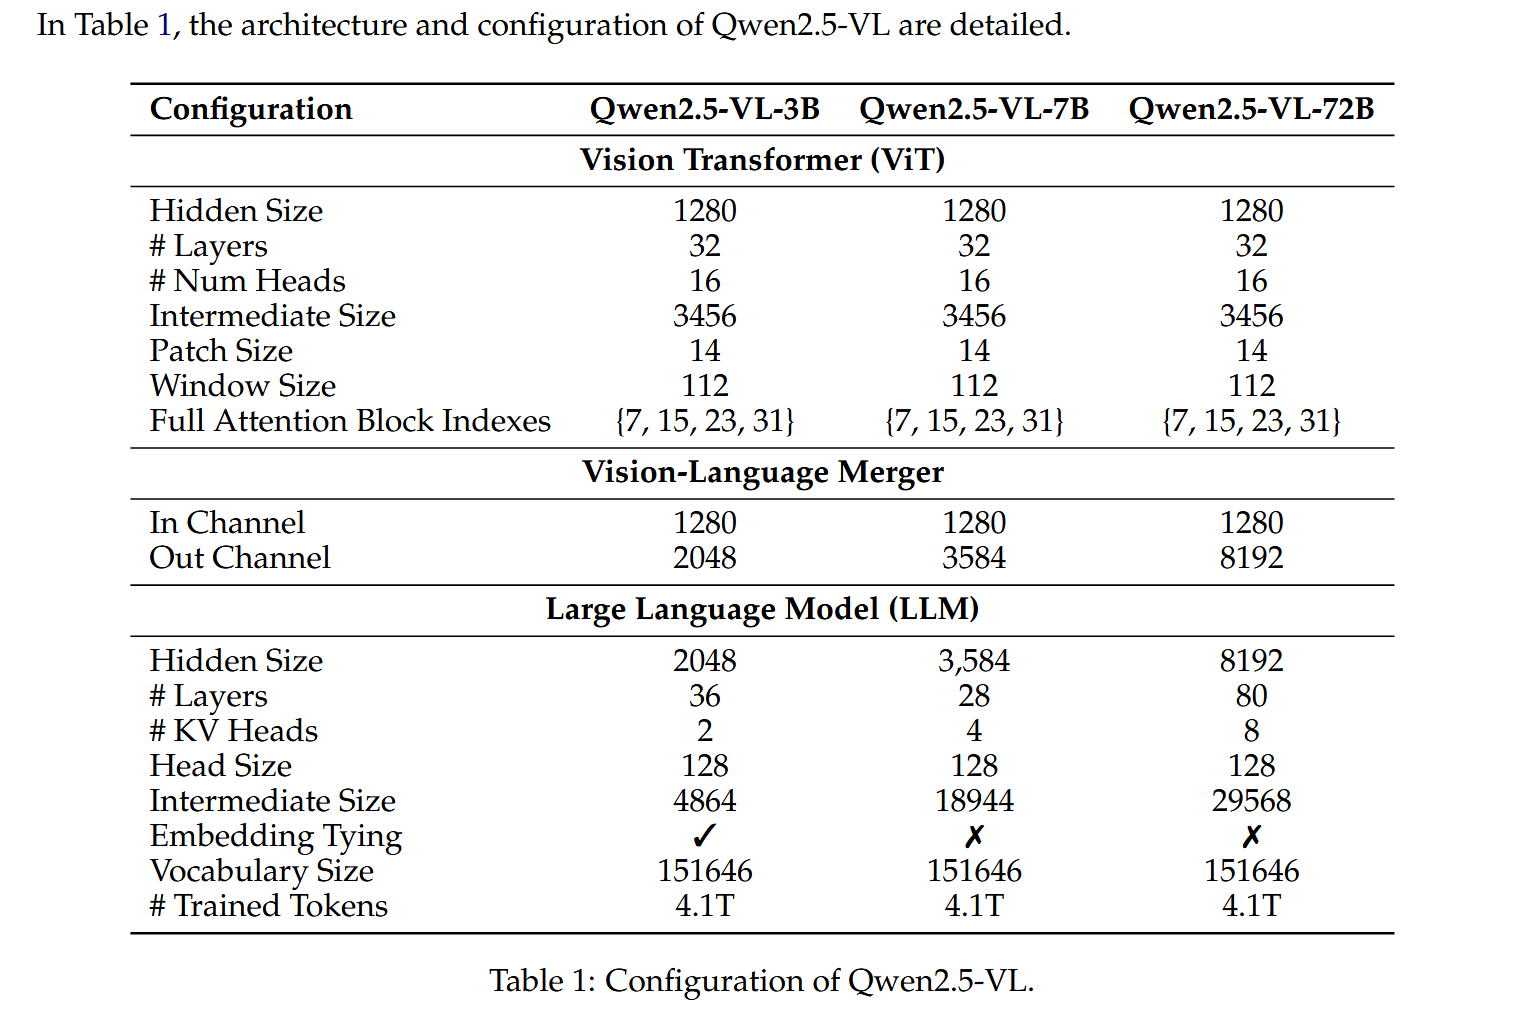 In Table 1, the architecture and configuration of Qwen2.5-VL are detailed.
Configuration Qwen2.5-VL-3B Qwen2.5-VL-7B Qwen2.5-VL-72B
Vision Transformer (ViT)
Hidden Size 1280 1280 1280
# Layers 32 32 32
# Num Heads 16 16 16
Intermediate Size 3456 3456 3456
Patch Size 14 14 14
Window Size 112 112 112
Full Attention Block Indexes {7, 15, 23, 31} {7, 15, 23, 31} {7, 15, 23, 31}
Vision-Language Merger
In Channel 1280 1280 1280
Out Channel 2048 3584 8192
Large Language Model (LLM)
Hidden Size 2048 3,584 8192
# Layers 36 28 80
# KV Heads 2 4 8
Head Size 128 128 128
Intermediate Size 4864 18944 29568
Embedding Tying ✓ ✗ ✗
Vocabulary Size 151646 151646 151646
# Trained Tokens 4.1T 4.1T 4.1T
Table 1: Configuration of Qwen2.5-VL.